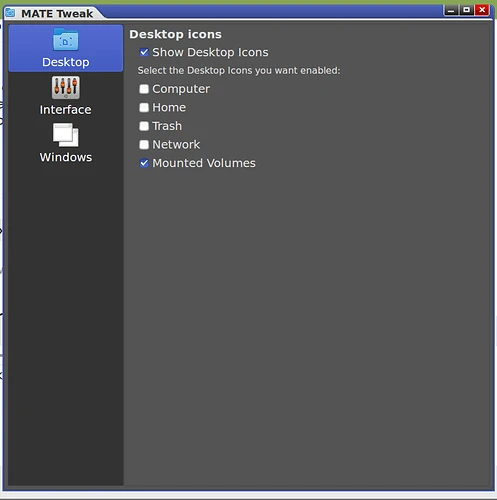 MATE Tweak
Desktop
Interface
Windows
Desktop icons
Show Desktop Icons
Select the Desktop Icons you want enabled:
Computer
Home
Trash
Network
Mounted Volumes